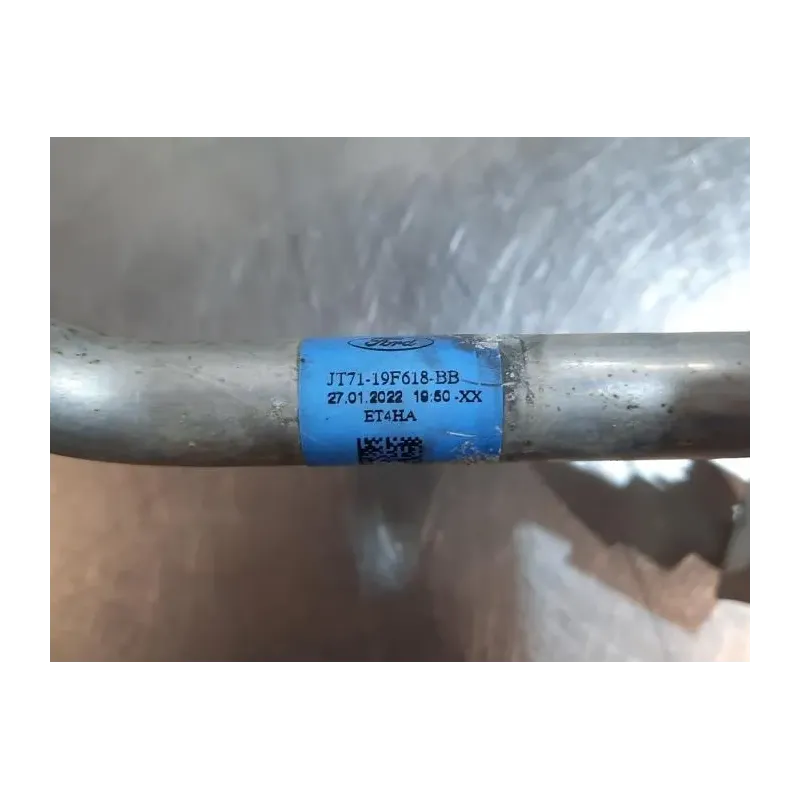 Ford
JT71-19F618-BB
27.01.2022 19:50 -XX
ET4HA